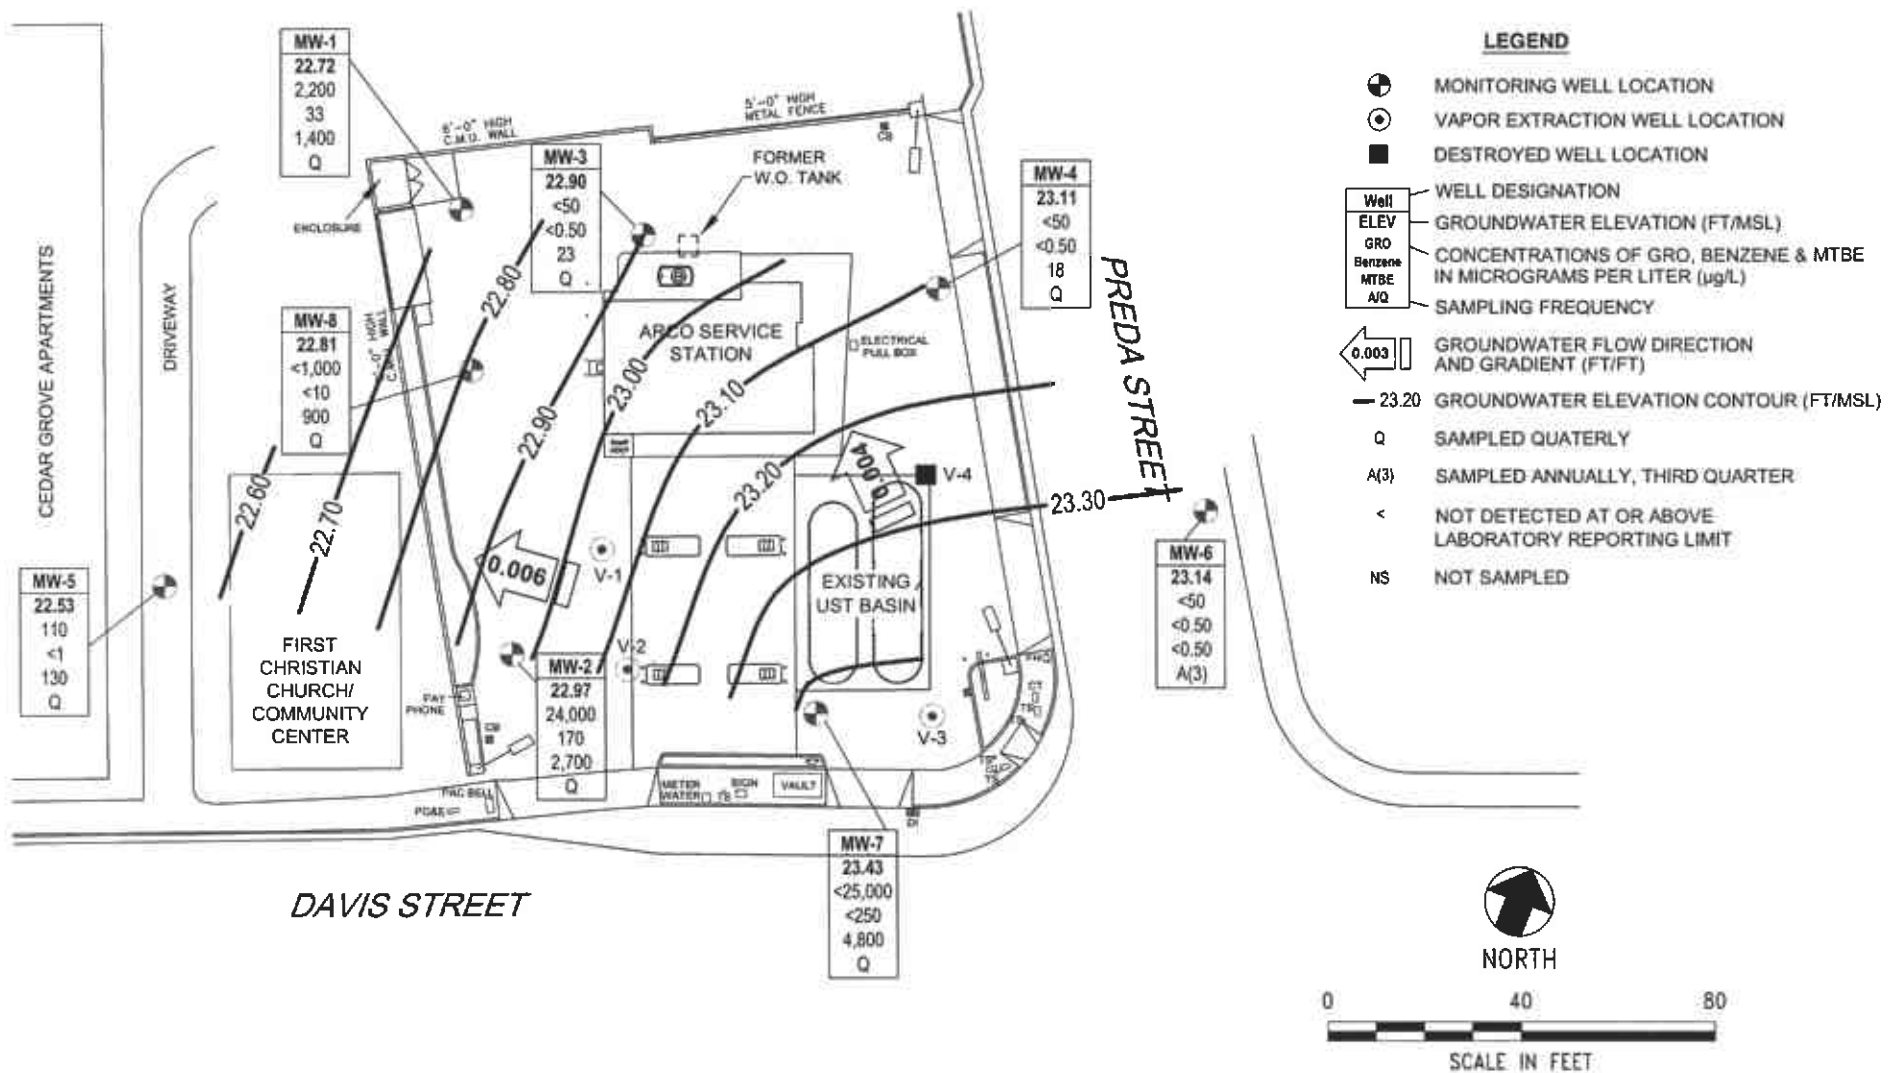 MW-1
22.72
2,200
33
1,400
Q
6'-0" HIGH
C.M.U. WALL
5'-0" HIGH
METAL FENCE
CB
MW-3
22.90
<50
<0.50
23
Q
FORMER
W.O. TANK
MW-4
23.11
<50
<0.50
18
Q
ENCLOSURE
CEDAR GROVE APARTMENTS
DRIVEWAY
MW-8
22.81
<1,000
<10
900
Q
C.M.U. WALL
22.80
ARCO SERVICE
STATION
ELECTRICAL
PULL BOX
PREDA STREET
23.00
23.10
22.90
23.20
0.004
V-4
23.30
22.60
22.70
0.006
V-1
EXISTING
UST BASIN
MW-5
22.53
110
<1
130
Q
FIRST
CHRISTIAN
CHURCH/
COMMUNITY
CENTER
V-2
MW-2
22.97
24,000
170
2,700
Q
PAY
PHONE
CB
V-3
MW-6
23.14
<50
<0.50
<0.50
A(3)
PAC BELL
PG&E
METER
WATER
TB
SIGN
VAULT
DI
MW-7
23.43
<25,000
<250
4,800
Q
DAVIS STREET
LEGEND
MONITORING WELL LOCATION
VAPOR EXTRACTION WELL LOCATION
DESTROYED WELL LOCATION
Well
ELEV
GRO
Benzene
MTBE
A/Q
WELL DESIGNATION
GROUNDWATER ELEVATION (FT/MSL)
CONCENTRATIONS OF GRO, BENZENE & MTBE
IN MICROGRAMS PER LITER (µg/L)
SAMPLING FREQUENCY
0.003 GROUNDWATER FLOW DIRECTION
AND GRADIENT (FT/FT)
23.20 GROUNDWATER ELEVATION CONTOUR (FT/MSL)
Q SAMPLED QUATERLY
A(3) SAMPLED ANNUALLY, THIRD QUARTER
< NOT DETECTED AT OR ABOVE
LABORATORY REPORTING LIMIT
NS NOT SAMPLED
NORTH
0 40 80
SCALE IN FEET